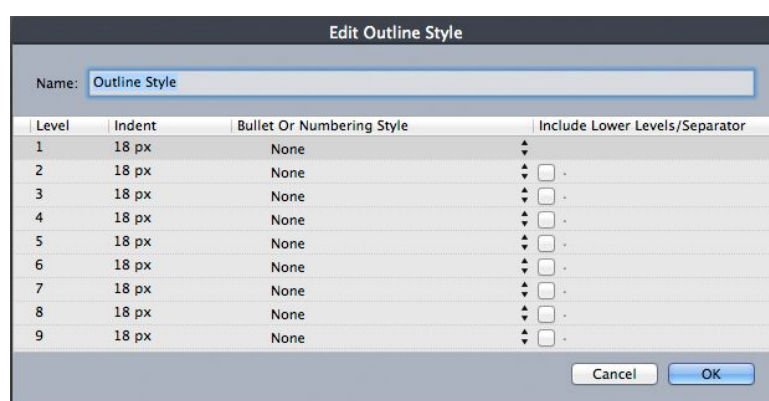 Edit Outline Style
Name: Outline Style
Level Indent Bullet Or Numbering Style Include Lower Levels/Separator
1 18 px None
2 18 px None .
3 18 px None .
4 18 px None .
5 18 px None .
6 18 px None .
7 18 px None .
8 18 px None .
9 18 px None .
Cancel OK